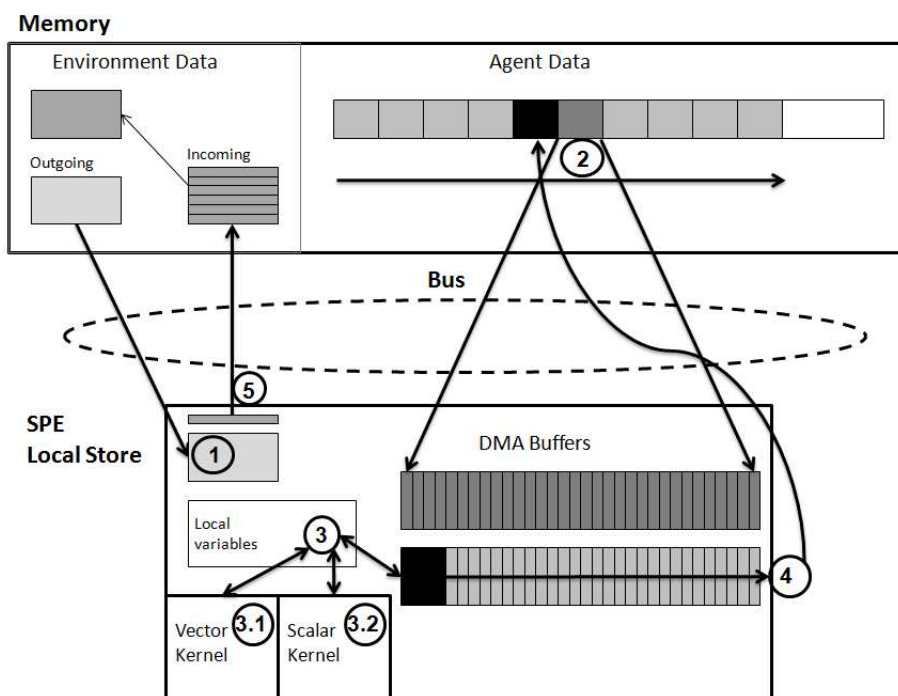 Memory
Environment Data
Agent Data
Outgoing
Incoming
2
Bus
5
SPE
Local Store
1
DMA Buffers
Local
variables
3
4
Vector
Kernel
3.1
Scalar
Kernel
3.2